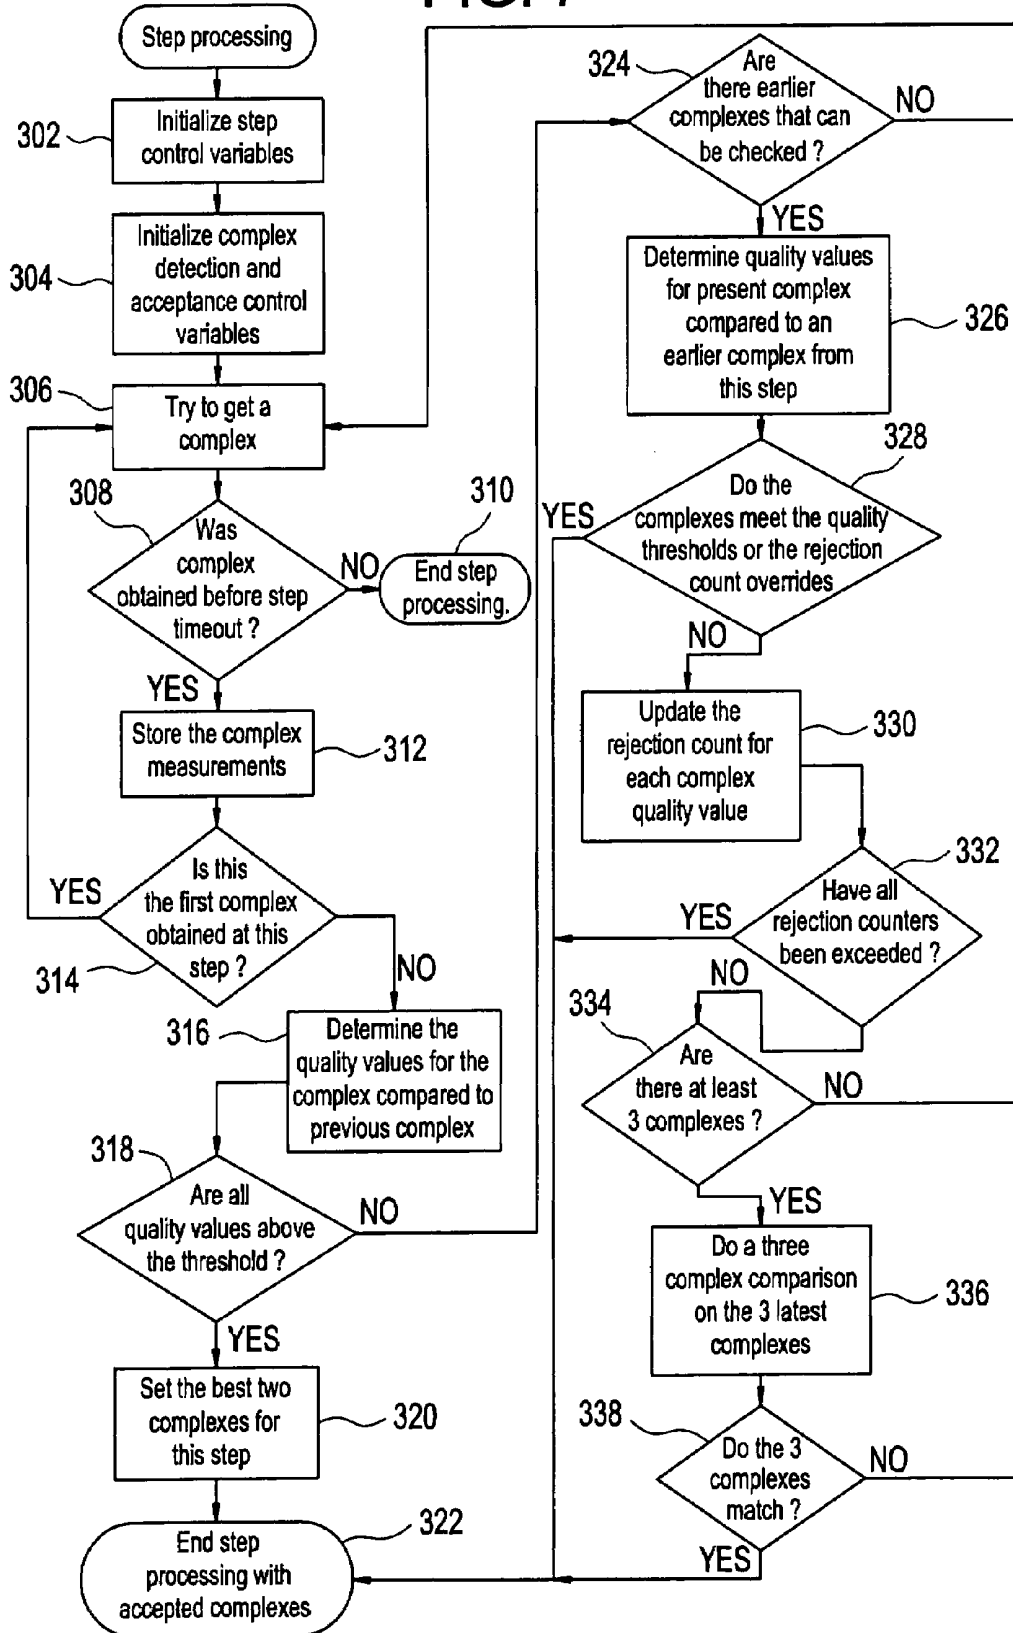 Step processing
302
Initialize step
control variables
304
Initialize complex
detection and
acceptance control
variables
306
Try to get a
complex
308
Was
complex
obtained before step
timeout ?
NO
310
End step
processing.
YES
Store the complex
measurements
312
Is this
the first complex
obtained at this
step ?
YES
314
NO
316
Determine the
quality values for the
complex compared to
previous complex
318
Are all
quality values above
the threshold ?
NO
YES
Set the best two
complexes for
this step
320
End step
processing with
accepted complexes
322
324
Are
there earlier
complexes that can
be checked ?
NO
YES
Determine quality values
for present complex
compared to an
earlier complex from
this step
326
328
Do the
complexes meet the quality
thresholds or the rejection
count overrides
YES
NO
Update the
rejection count for
each complex
quality value
330
332
Have all
rejection counters
been exceeded ?
YES
NO
334
Are
there at least
3 complexes ?
NO
YES
Do a three
complex comparison
on the 3 latest
complexes
336
338
Do the 3
complexes
match ?
NO
YES